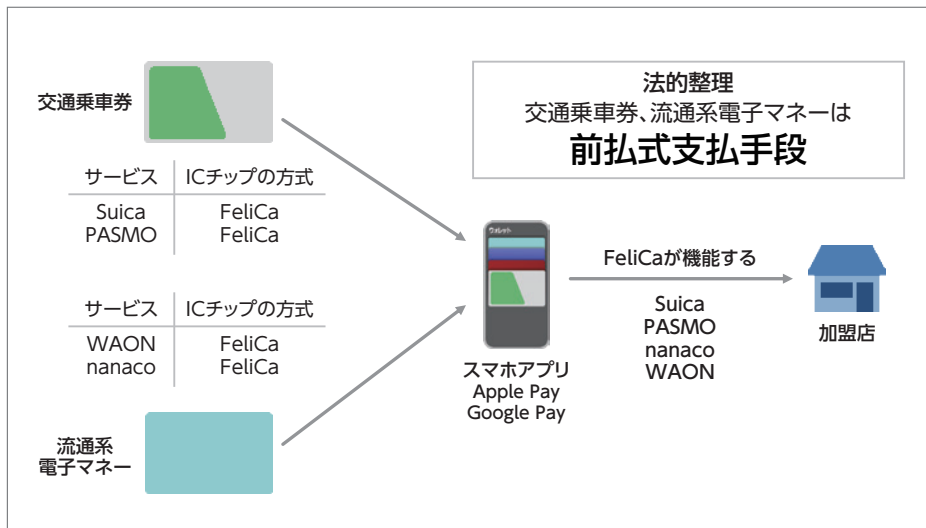 交通乗車券
サービス ICチップの方式
Suica FeliCa
PASMO FeliCa
サービス ICチップの方式
WAON FeliCa
nanaco FeliCa
流通系
電子マネー
法的整理
交通乗車券、流通系電子マネーは
前払式支払手段
ウォレット
スマホアプリ
Apple Pay
Google Pay
FeliCaが機能する
Suica
PASMO
nanaco
WAON
加盟店